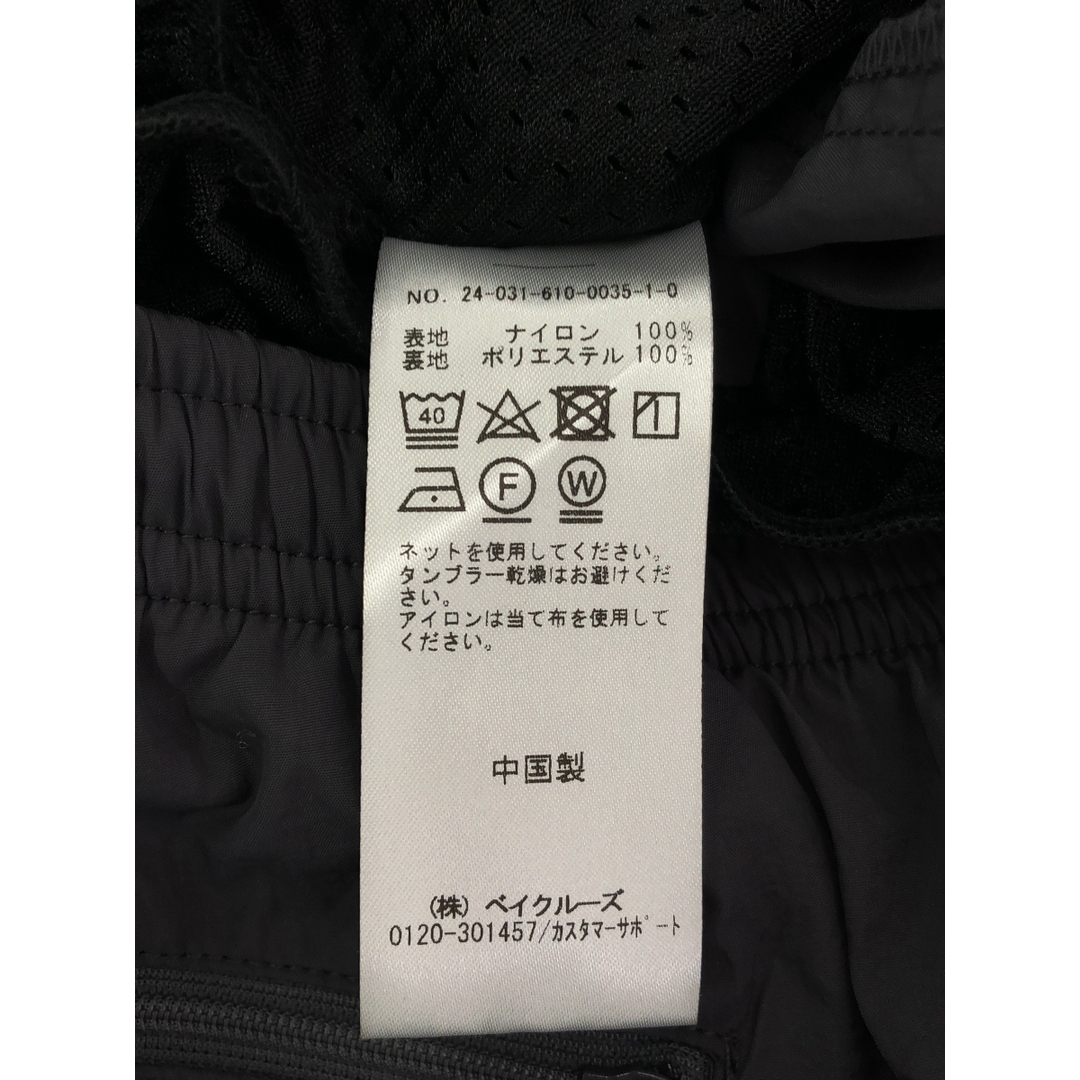 NO. 24-031-610-0035-1-0
表地 ナイロン 100%
裏地 ポリエステル 100%
40
F W
ネットを使用してください。
タンブラー乾燥はお避けくだ
さい。
アイロンは当て布を使用して
ください。
中国製
(株) ベイクルーズ
0120-301457/カスタマーサポート